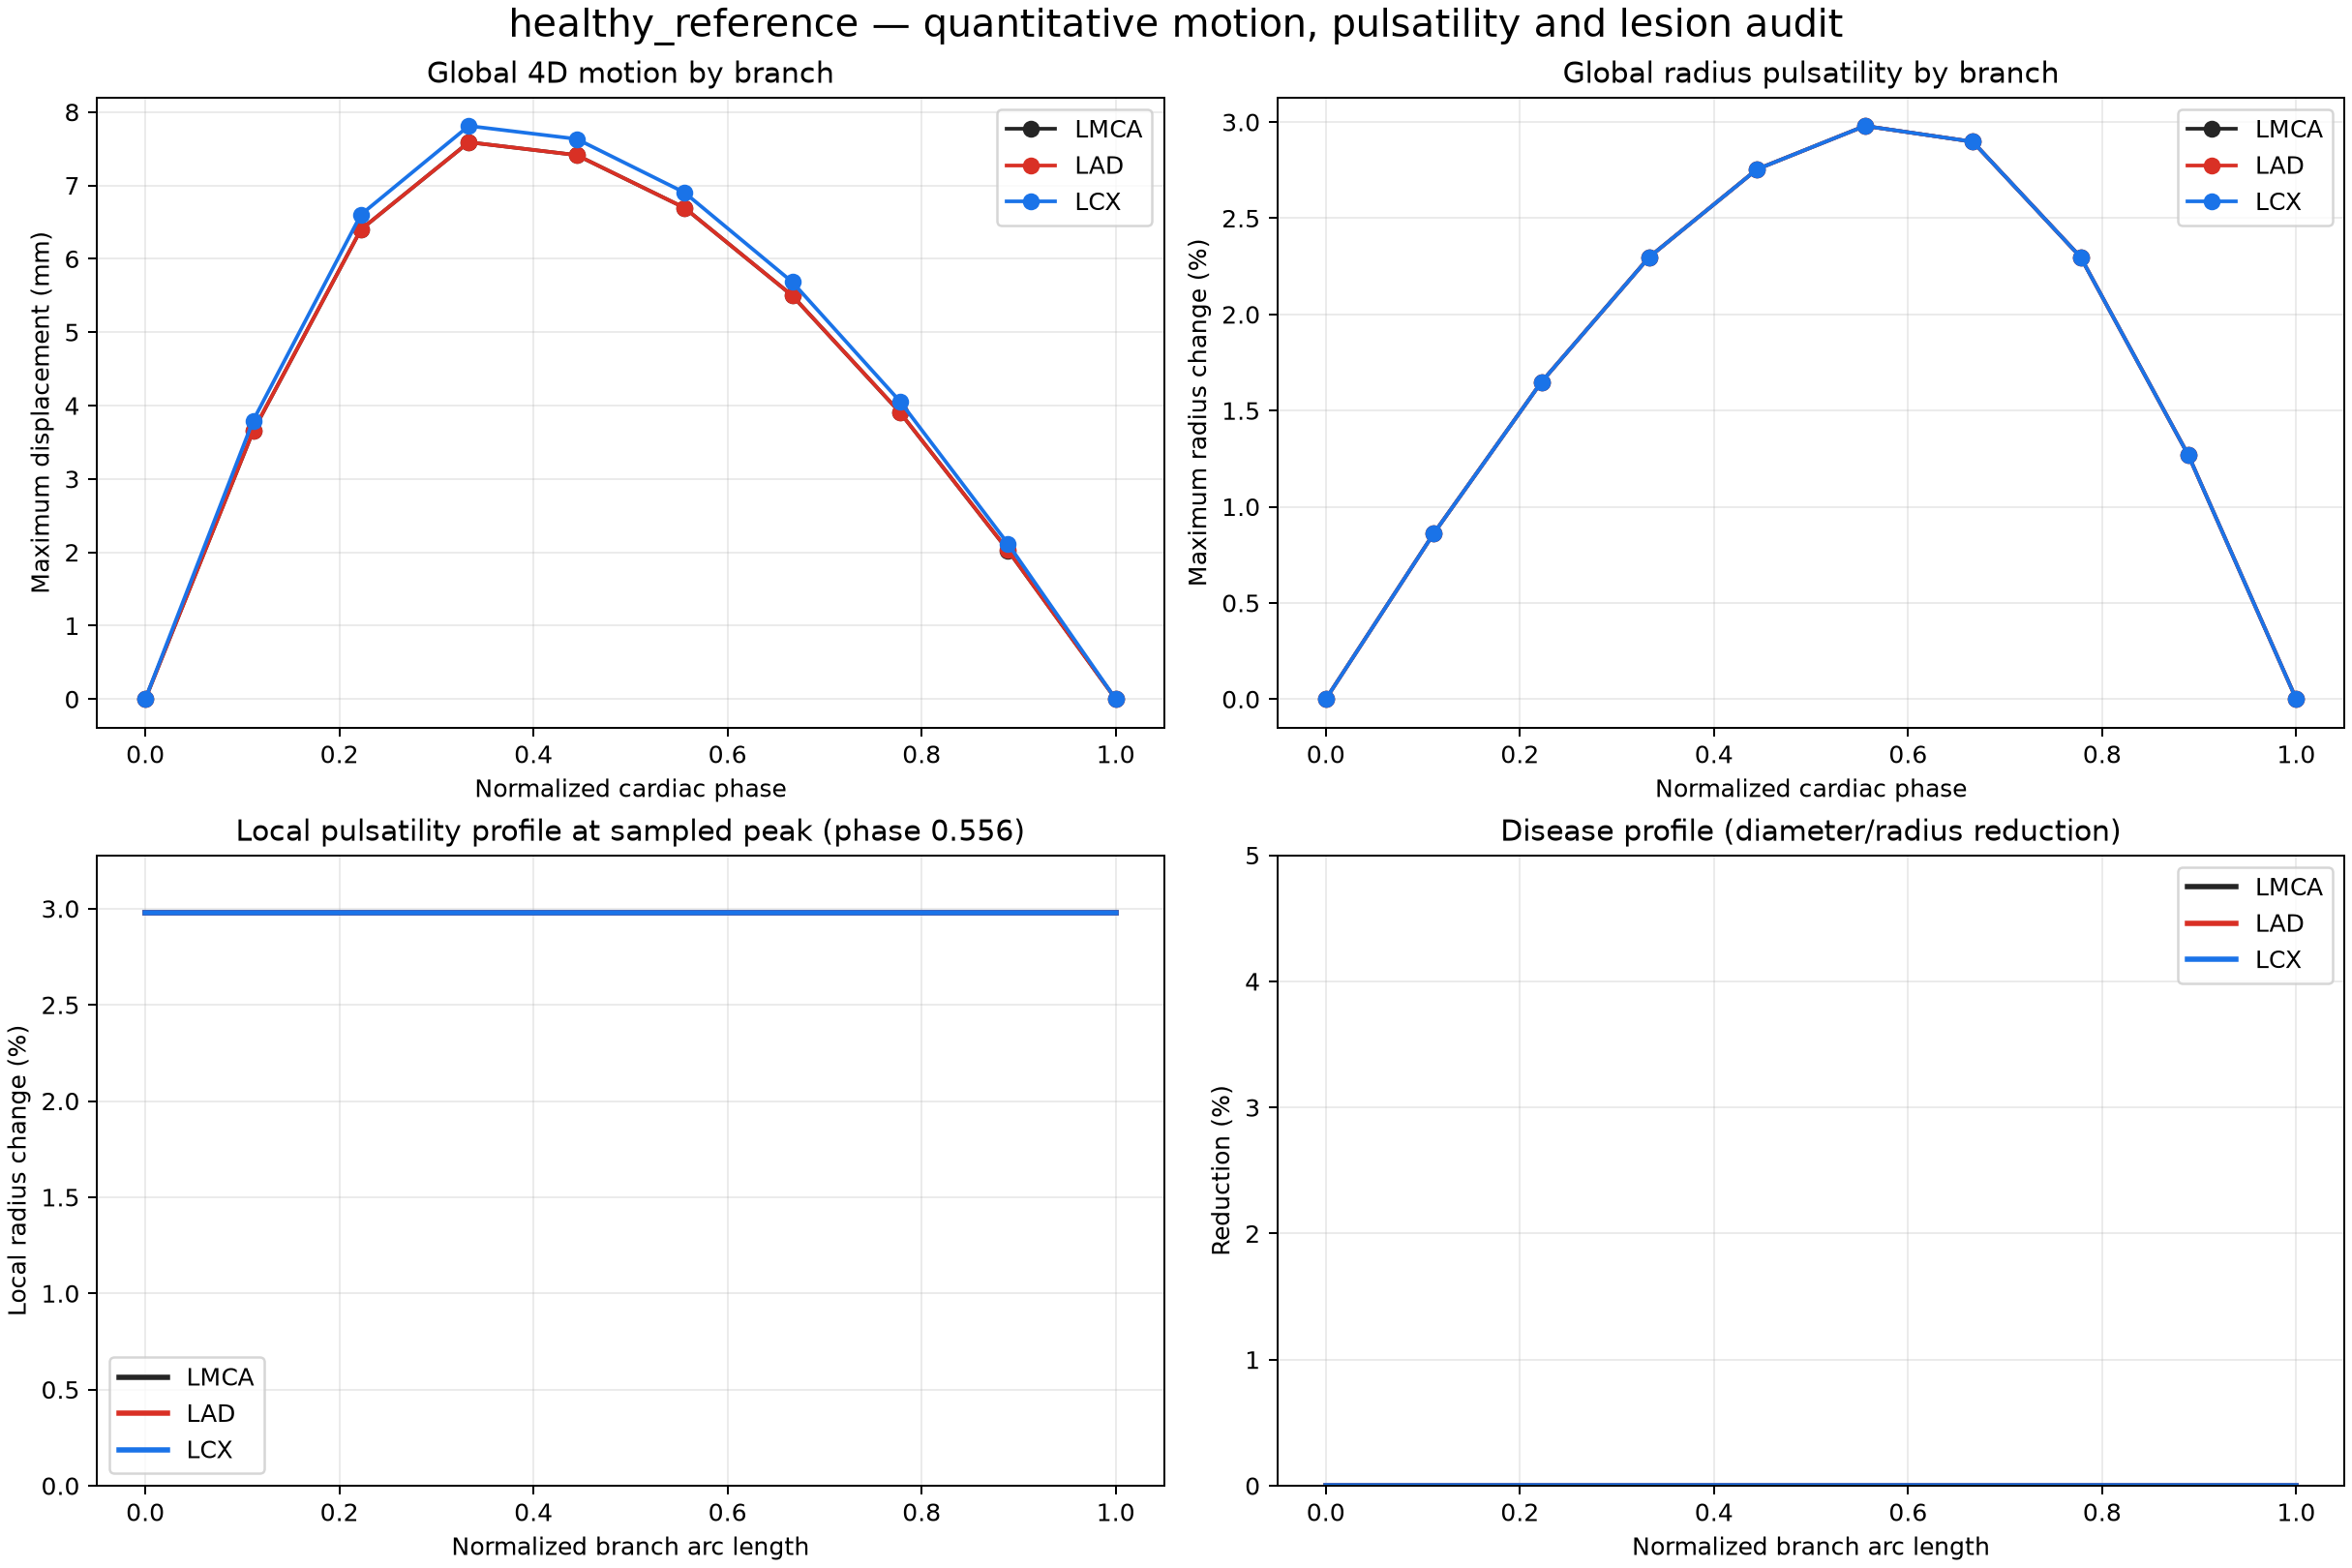 healthy_reference — quantitative motion, pulsatility and lesion audit
Global 4D motion by branch
Maximum displacement (mm)
8
7
6
5
4
3
2
1
0
LMCA
LAD
LCX
0.0 0.2 0.4 0.6 0.8 1.0
Normalized cardiac phase
Global radius pulsatility by branch
Maximum radius change (%)
3.0
2.5
2.0
1.5
1.0
0.5
0.0
LMCA
LAD
LCX
0.0 0.2 0.4 0.6 0.8 1.0
Normalized cardiac phase
Local pulsatility profile at sampled peak (phase 0.556)
Local radius change (%)
3.0
2.5
2.0
1.5
1.0
0.5
0.0
LMCA
LAD
LCX
0.0 0.2 0.4 0.6 0.8 1.0
Normalized branch arc length
Disease profile (diameter/radius reduction)
Reduction (%)
5
4
3
2
1
0
LMCA
LAD
LCX
0.0 0.2 0.4 0.6 0.8 1.0
Normalized branch arc length